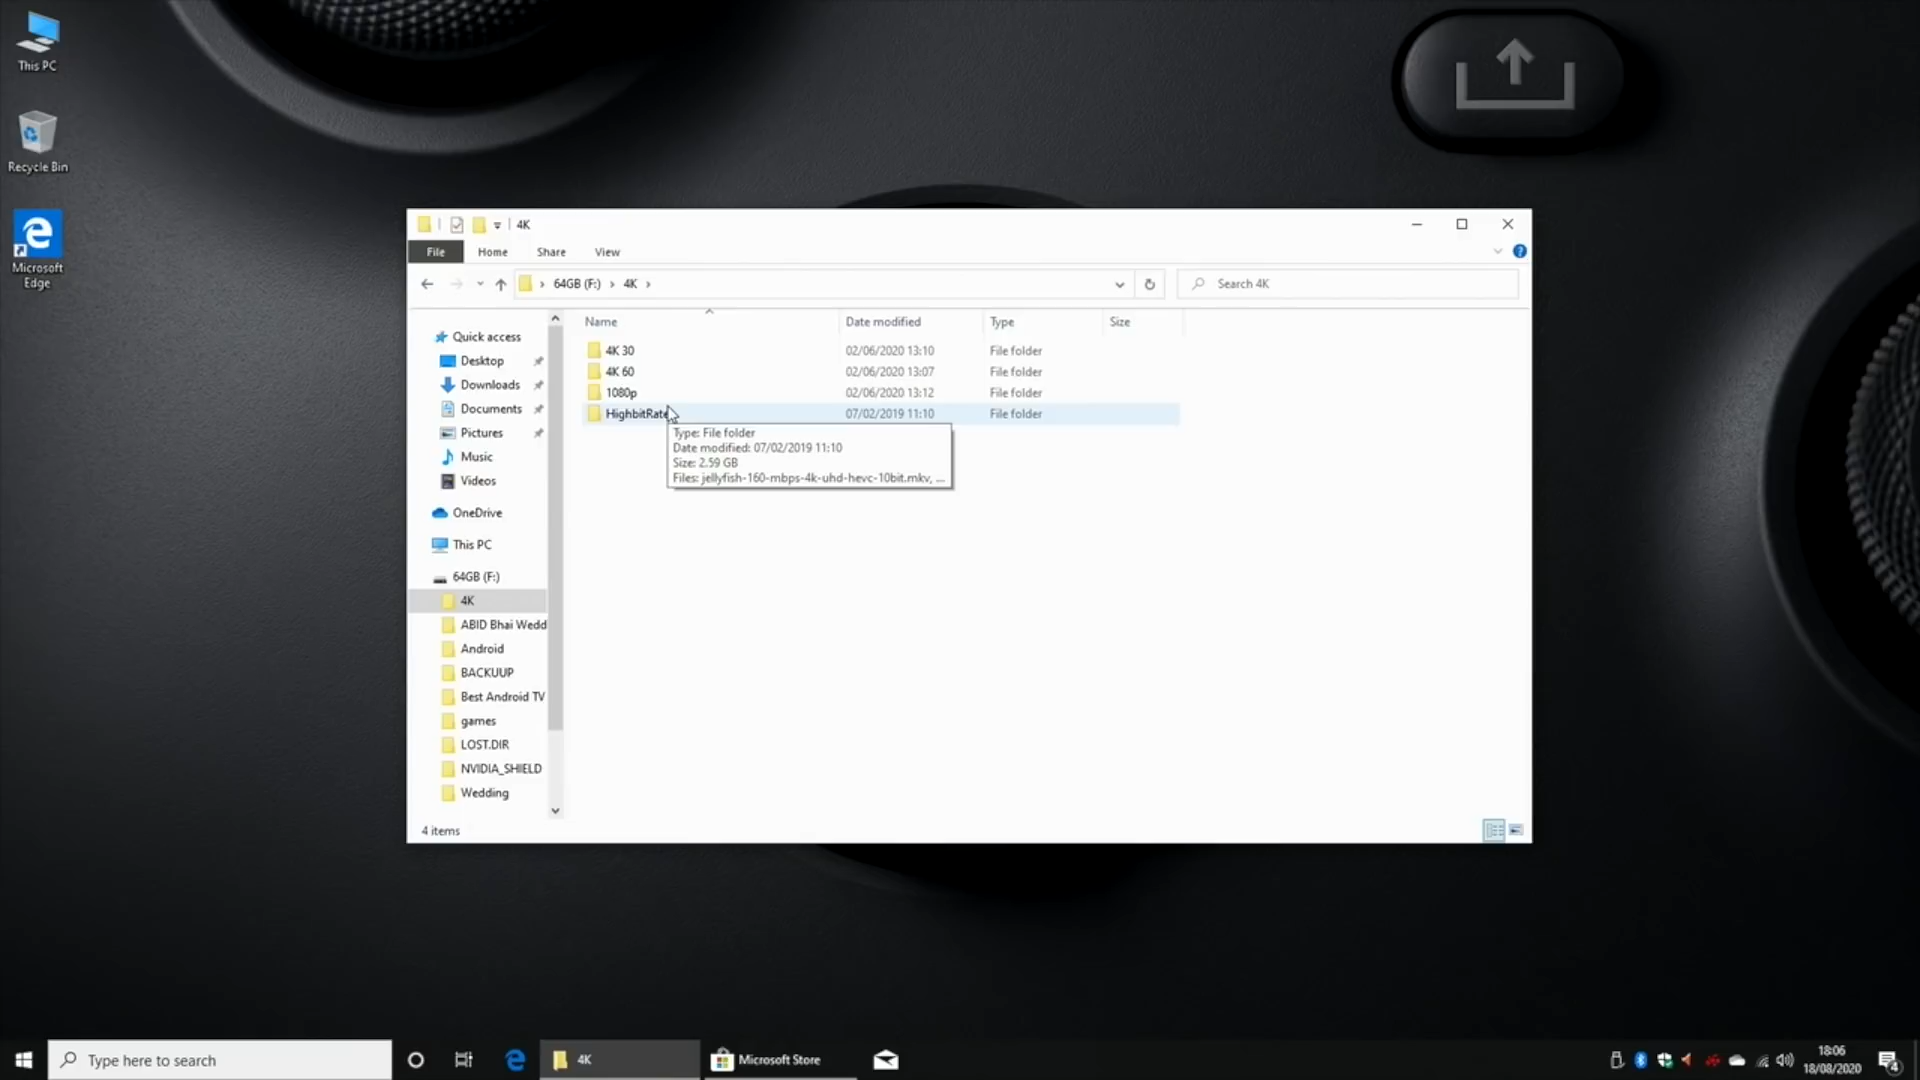 This PC
Recycle Bin
Microsoft
Edge
4K
File Home Share View
64GB (F:) 4K
Search 4K
Name Date modified Type Size
4K 30 02/06/2020 13:10 File folder
4K 60 02/06/2020 13:07 File folder
1080p 02/06/2020 13:12 File folder
HighbitRate 07/02/2019 11:10 File folder
Type: File folder
Date modified: 07/02/2019 11:10
Size: 2.59 GB
Files: jellyfish-160-mbps-4k-uhd-hevc-10bit.mkv, ...
Quick access
Desktop
Downloads
Documents
Pictures
Music
Videos
OneDrive
This PC
64GB (F:)
4K
ABID Bhai Wedd
Android
BACKUUP
Best Android TV
games
LOST.DIR
NVIDIA_SHIELD
Wedding
4 items
Type here to search
4K
Microsoft Store
18:06
18/08/2020
4